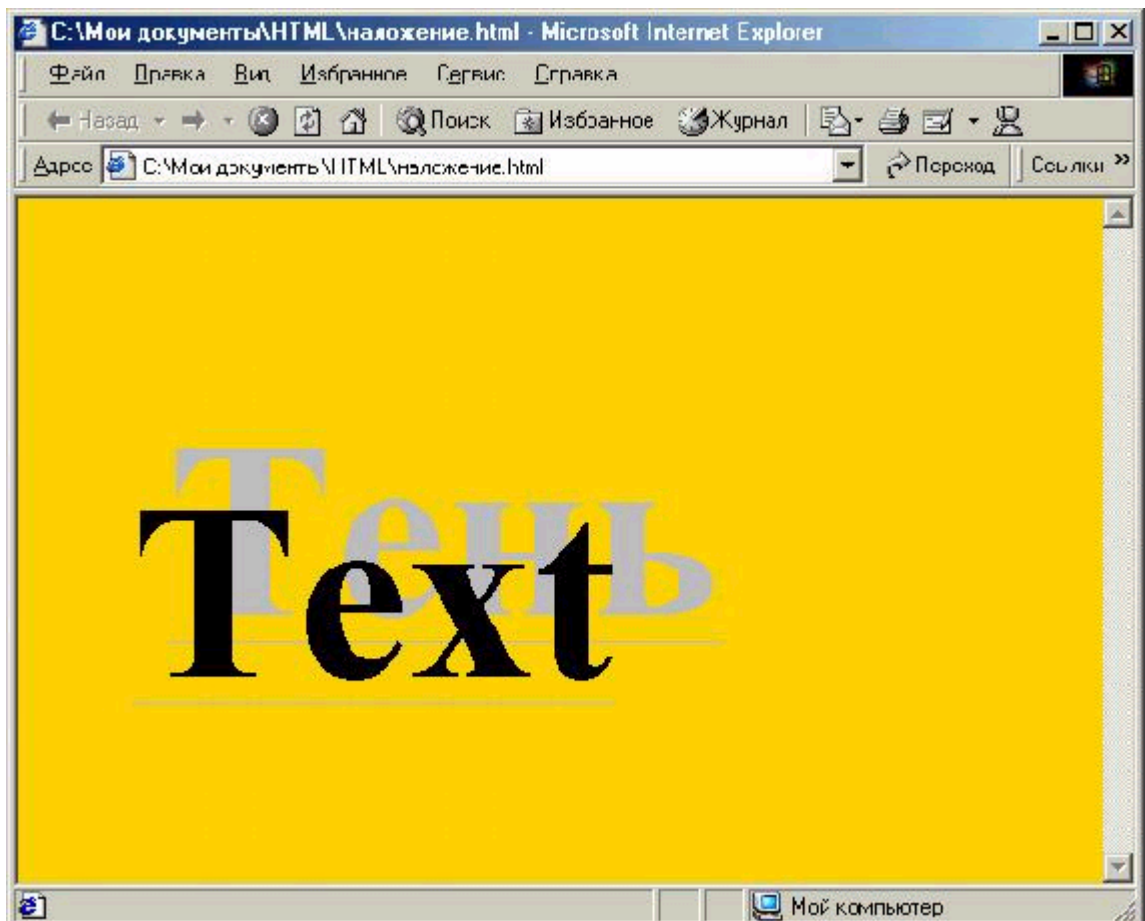 C:\Мои документы\HTML\наложение.html - Microsoft Internet Explorer
Файл Правка Вид Избранное Сервис Справка
Назад Поиск Избранное Журнал
Адрес C:\Мои документы\HTML\наложение.html Переход Ссылки »
Тень
Text
Мой компьютер